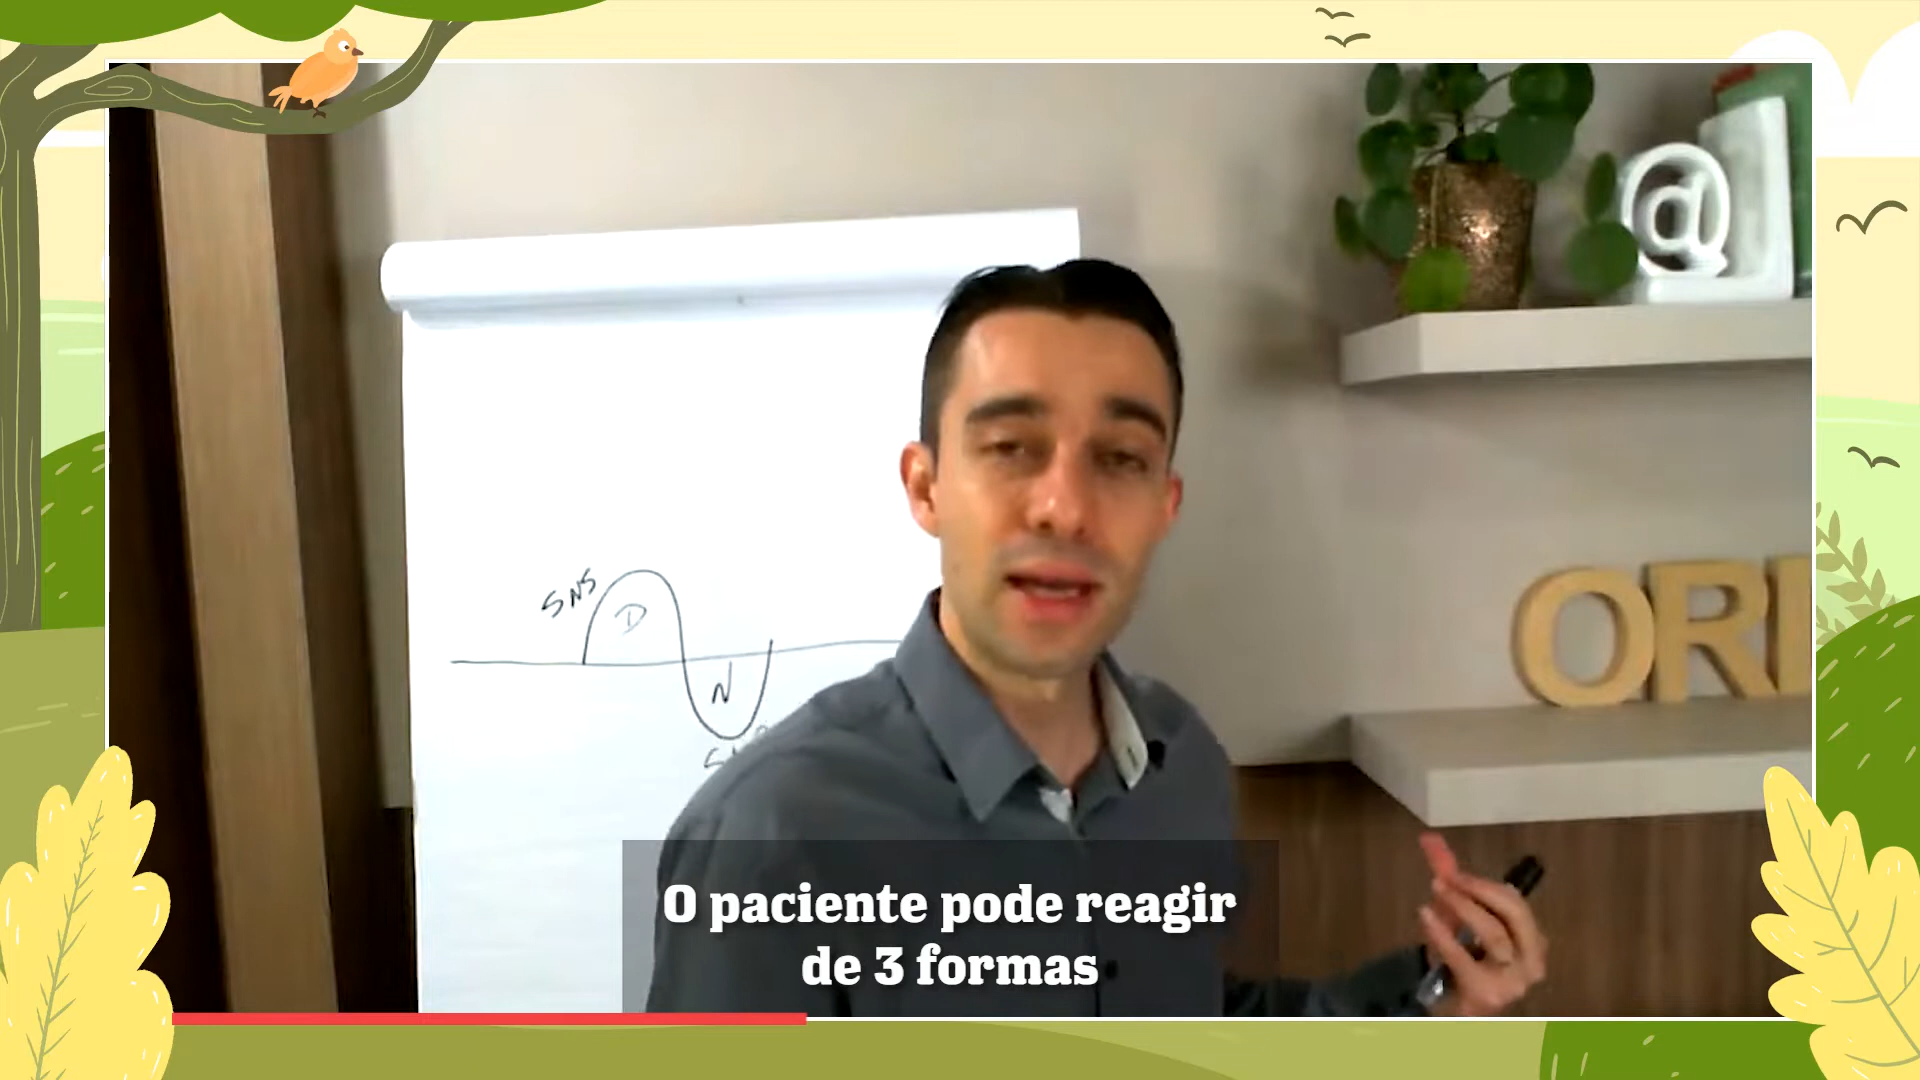 @
SNS
D
N
ORI
O paciente pode reagir
de 3 formas